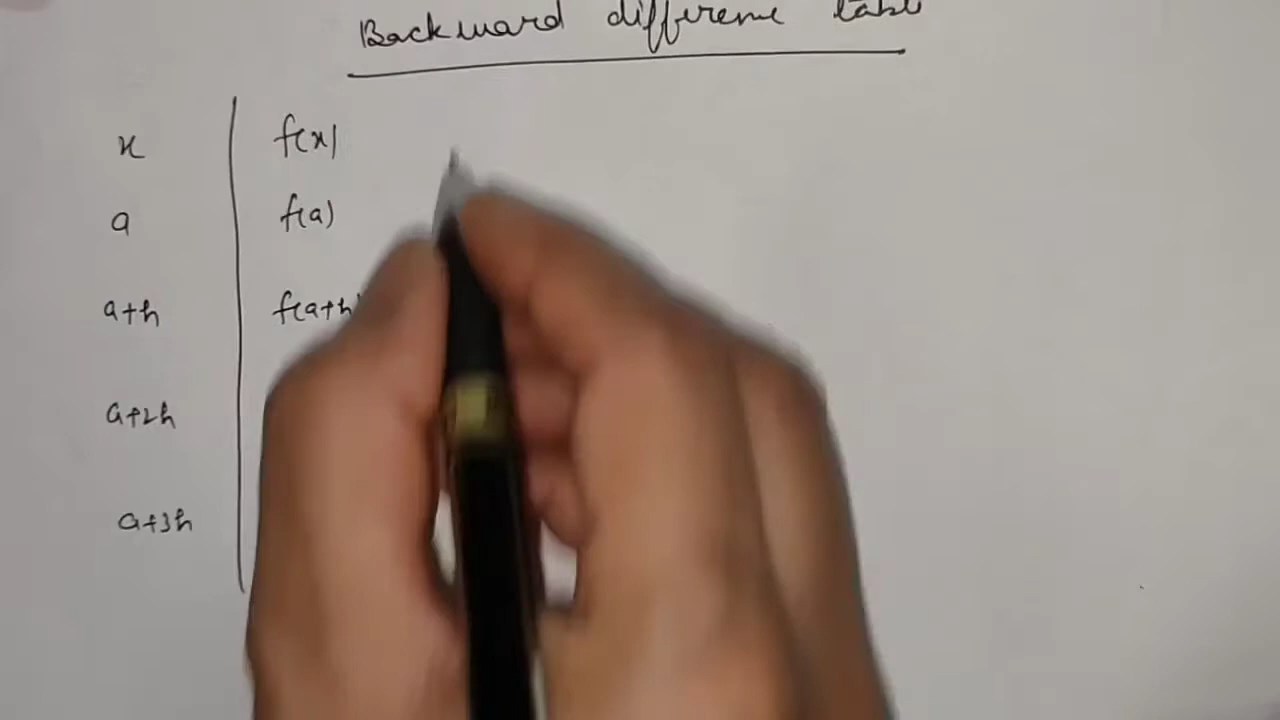 Backward difference table
x f(x)
a f(a)
a+h f(a+h)
a+2h
a+3h